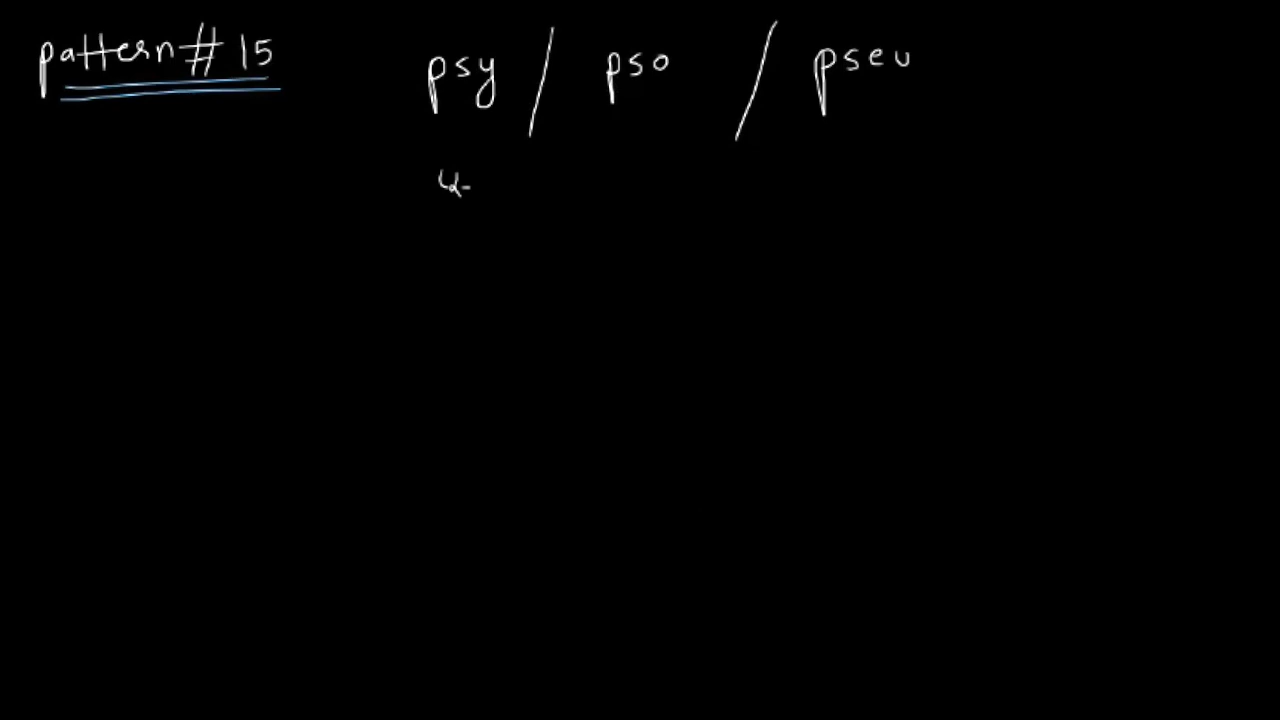 pattern # 15 psy / pso / pseu